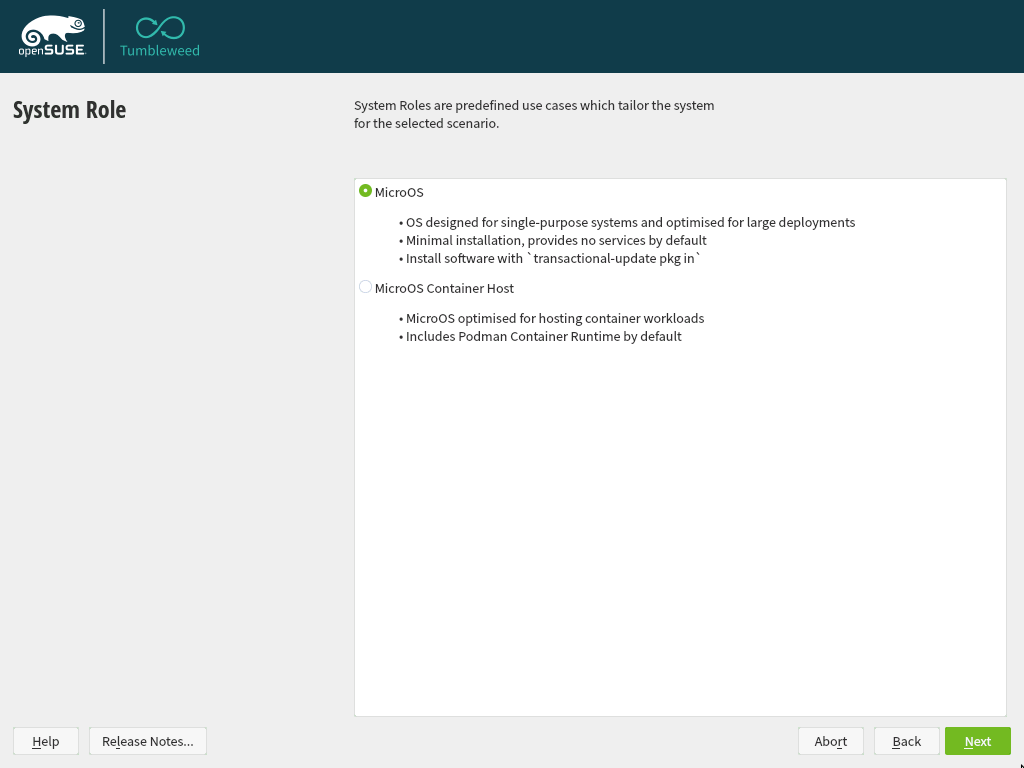 openSUSE.
Tumbleweed
System Role
System Roles are predefined use cases which tailor the system
for the selected scenario.
MicroOS
• OS designed for single-purpose systems and optimised for large deployments
• Minimal installation, provides no services by default
• Install software with `transactional-update pkg in`
MicroOS Container Host
• MicroOS optimised for hosting container workloads
• Includes Podman Container Runtime by default
Help
Release Notes...
Abort
Back
Next